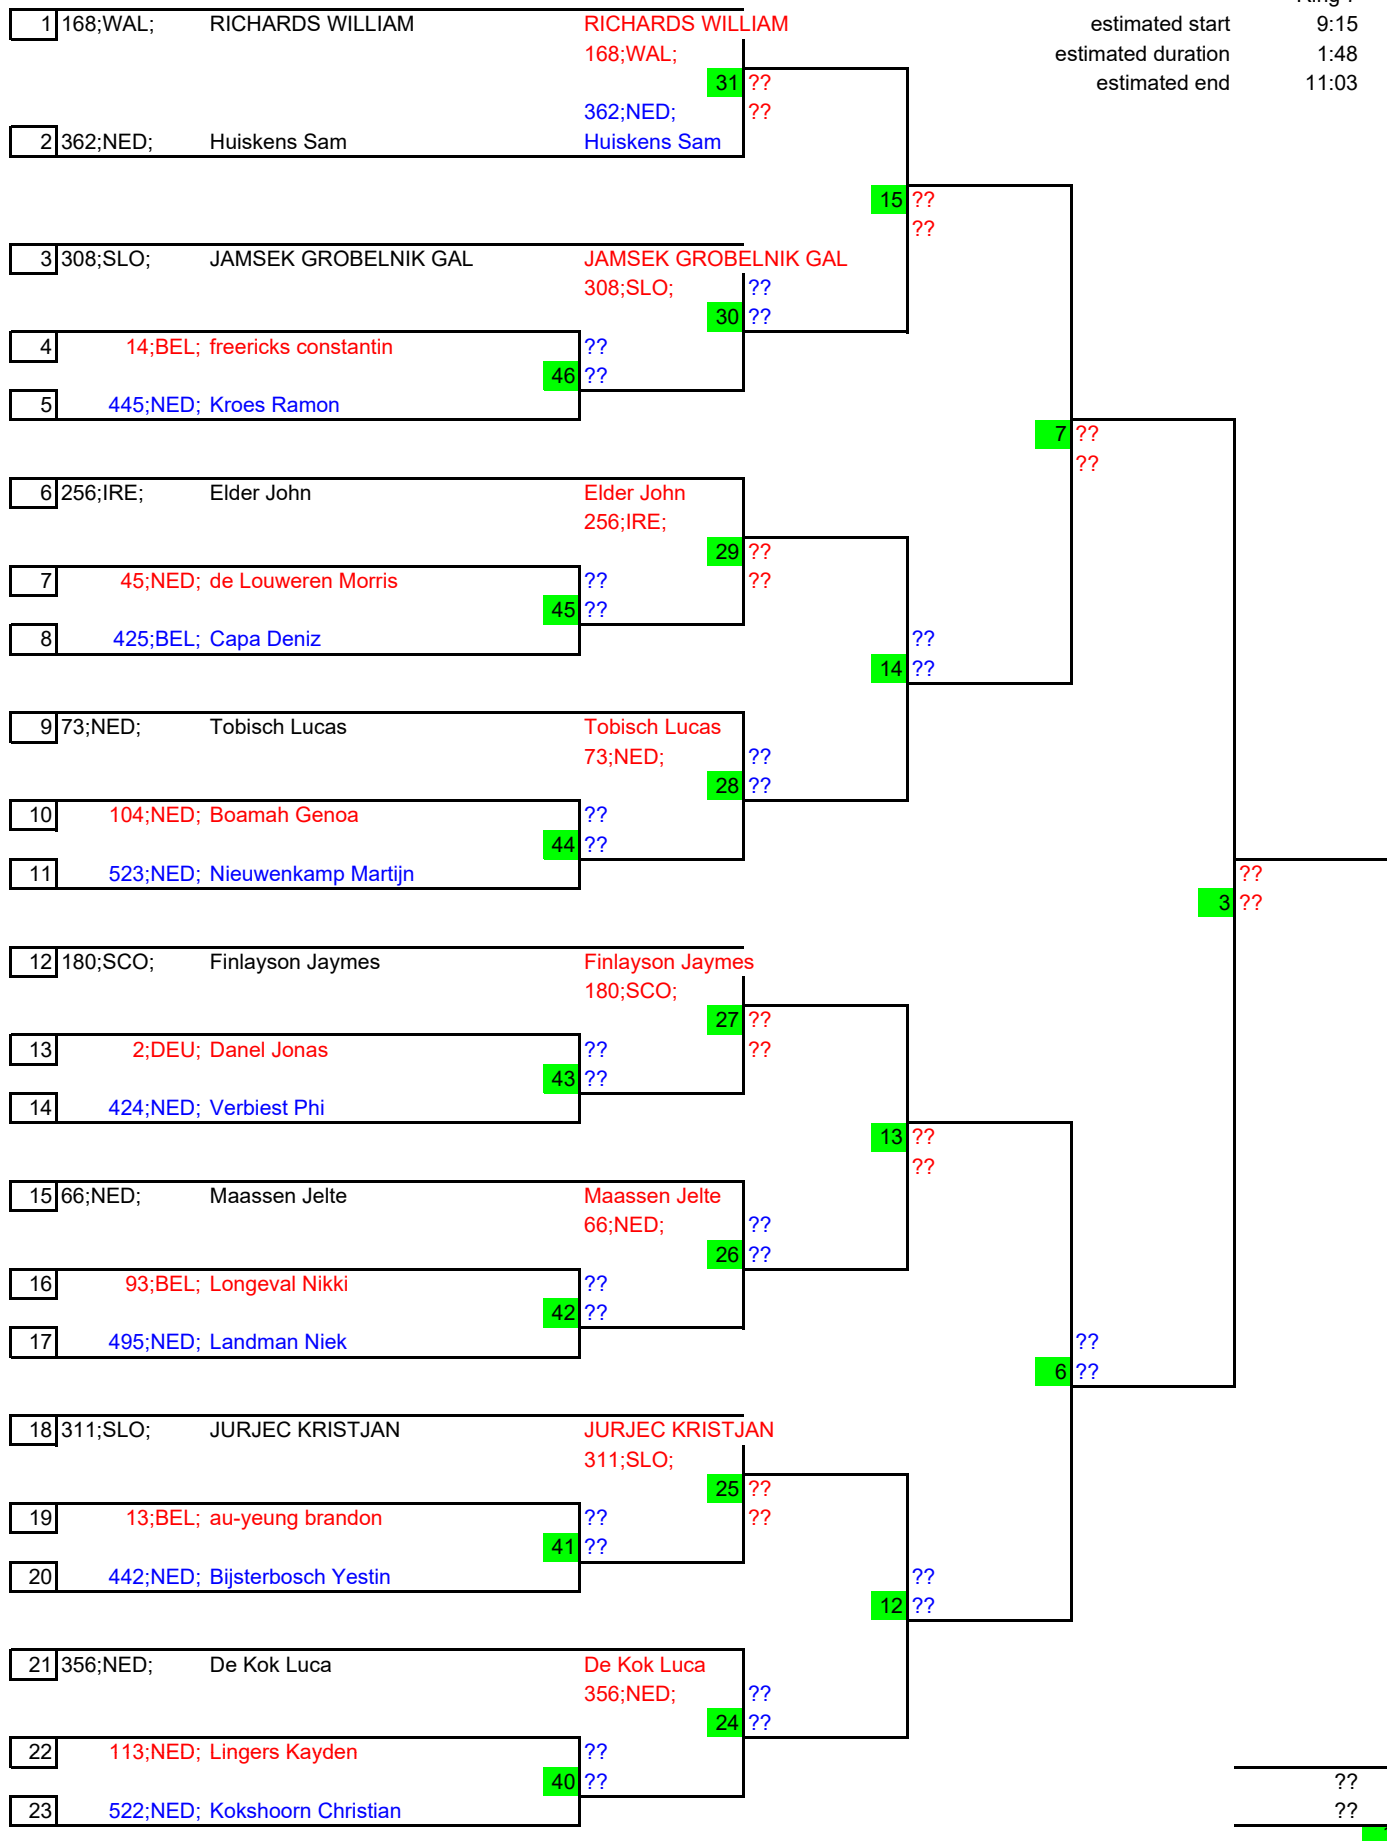 1 168;WAL; RICHARDS WILLIAM RICHARDS WILLIAM estimated start 9:15
168;WAL; estimated duration 1:48
31 ?? estimated end 11:03
362;NED; ??
2 362;NED; Huiskens Sam Huiskens Sam
15 ??
??
3 308;SLO; JAMSEK GROBELNIK GAL JAMSEK GROBELNIK GAL
308;SLO; ??
30 ??
4 14;BEL; freericks constantin ??
46 ??
5 445;NED; Kroes Ramon
7 ??
??
6 256;IRE; Elder John Elder John
256;IRE;
29 ??
7 45;NED; de Louweren Morris ?? ??
45 ??
8 425;BEL; Capa Deniz ??
14 ??
9 73;NED; Tobisch Lucas Tobisch Lucas
73;NED; ??
28 ??
10 104;NED; Boamah Genoa ??
44 ??
11 523;NED; Nieuwenkamp Martijn ??
3 ??
12 180;SCO; Finlayson Jaymes Finlayson Jaymes
180;SCO;
27 ??
13 2;DEU; Danel Jonas ?? ??
43 ??
14 424;NED; Verbiest Phi
13 ??
??
15 66;NED; Maassen Jelte Maassen Jelte
66;NED; ??
26 ??
16 93;BEL; Longeval Nikki ??
42 ??
17 495;NED; Landman Niek ??
6 ??
18 311;SLO; JURJEC KRISTJAN JURJEC KRISTJAN
311;SLO;
25 ??
19 13;BEL; au-yeung brandon ?? ??
41 ??
20 442;NED; Bijsterbosch Yestin ??
12 ??
21 356;NED; De Kok Luca De Kok Luca
356;NED; ??
24 ??
22 113;NED; Lingers Kayden ??
40 ?? ??
23 522;NED; Kokshoorn Christian ??